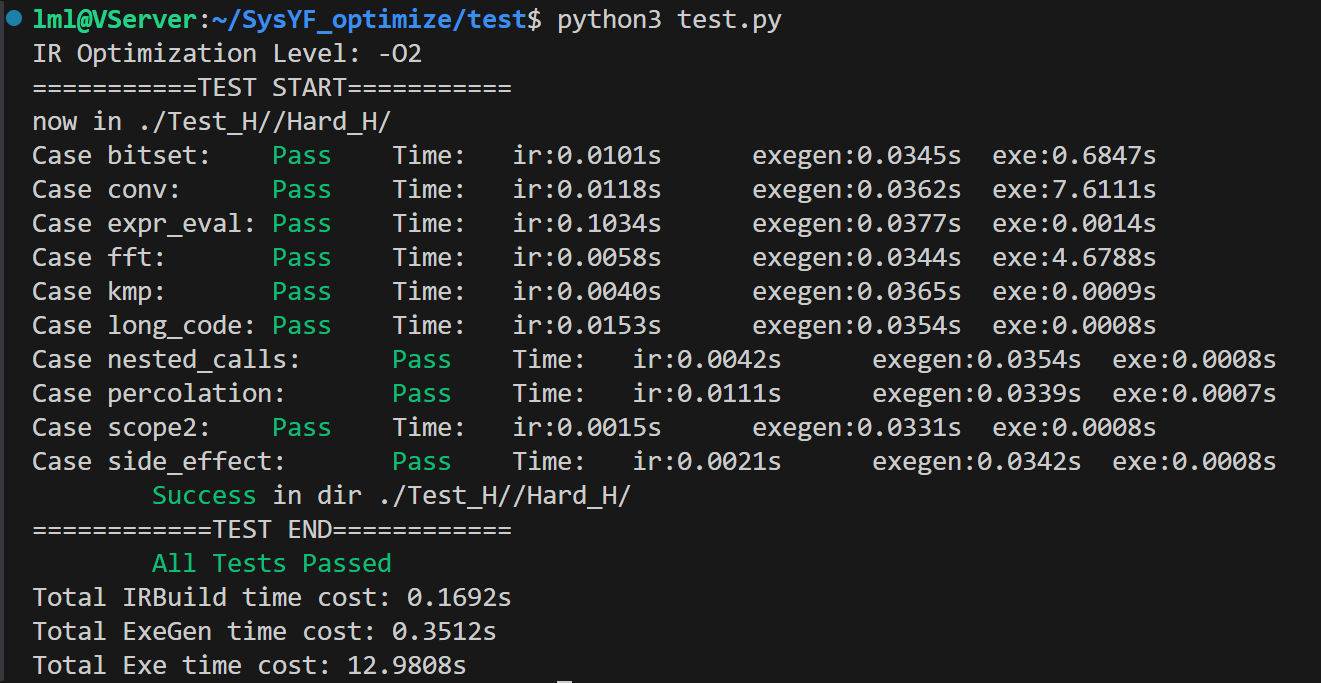 lml@VServer:~/SysYF_optimize/test$ python3 test.py
IR Optimization Level: -O2
===========TEST START===========
now in ./Test_H//Hard_H/
Case bitset:    Pass    Time:   ir:0.0101s      exegen:0.0345s  exe:0.6847s
Case conv:      Pass    Time:   ir:0.0118s      exegen:0.0362s  exe:7.6111s
Case expr_eval: Pass    Time:   ir:0.1034s      exegen:0.0377s  exe:0.0014s
Case fft:       Pass    Time:   ir:0.0058s      exegen:0.0344s  exe:4.6788s
Case kmp:       Pass    Time:   ir:0.0040s      exegen:0.0365s  exe:0.0009s
Case long_code: Pass    Time:   ir:0.0153s      exegen:0.0354s  exe:0.0008s
Case nested_calls:      Pass    Time:   ir:0.0042s      exegen:0.0354s  exe:0.0008s
Case percolation:       Pass    Time:   ir:0.0111s      exegen:0.0339s  exe:0.0007s
Case scope2:    Pass    Time:   ir:0.0015s      exegen:0.0331s  exe:0.0008s
Case side_effect:       Pass    Time:   ir:0.0021s      exegen:0.0342s  exe:0.0008s
        Success in dir ./Test_H//Hard_H/
============TEST END============
        All Tests Passed
Total IRBuild time cost: 0.1692s
Total ExeGen time cost: 0.3512s
Total Exe time cost: 12.9808s